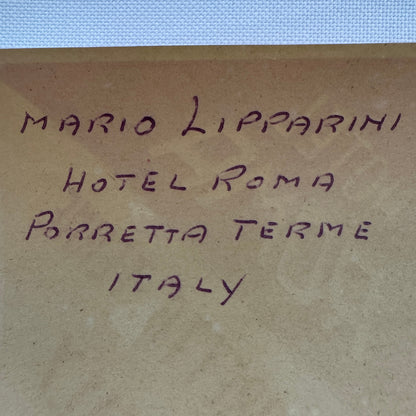 MARIO LIPPARINI
HOTEL ROMA
PORRETTA TERME
ITALY